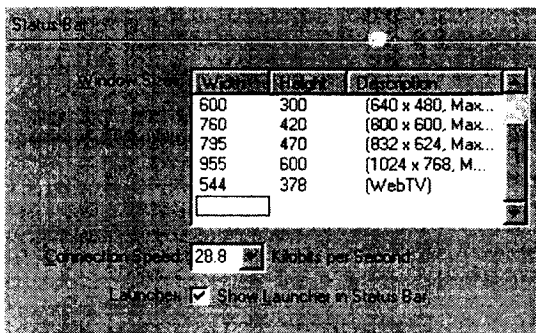 Status Bar
Window Sizes: Width Height Description
600 300 (640 x 480, Max...
760 420 (800 x 600, Max...
795 470 (832 x 624, Max...
955 600 (1024 x 768, M...
544 378 (WebTV)
Connection Speed: 28.8 Kilobits per Second
Launcher: Show Launcher in Status Bar